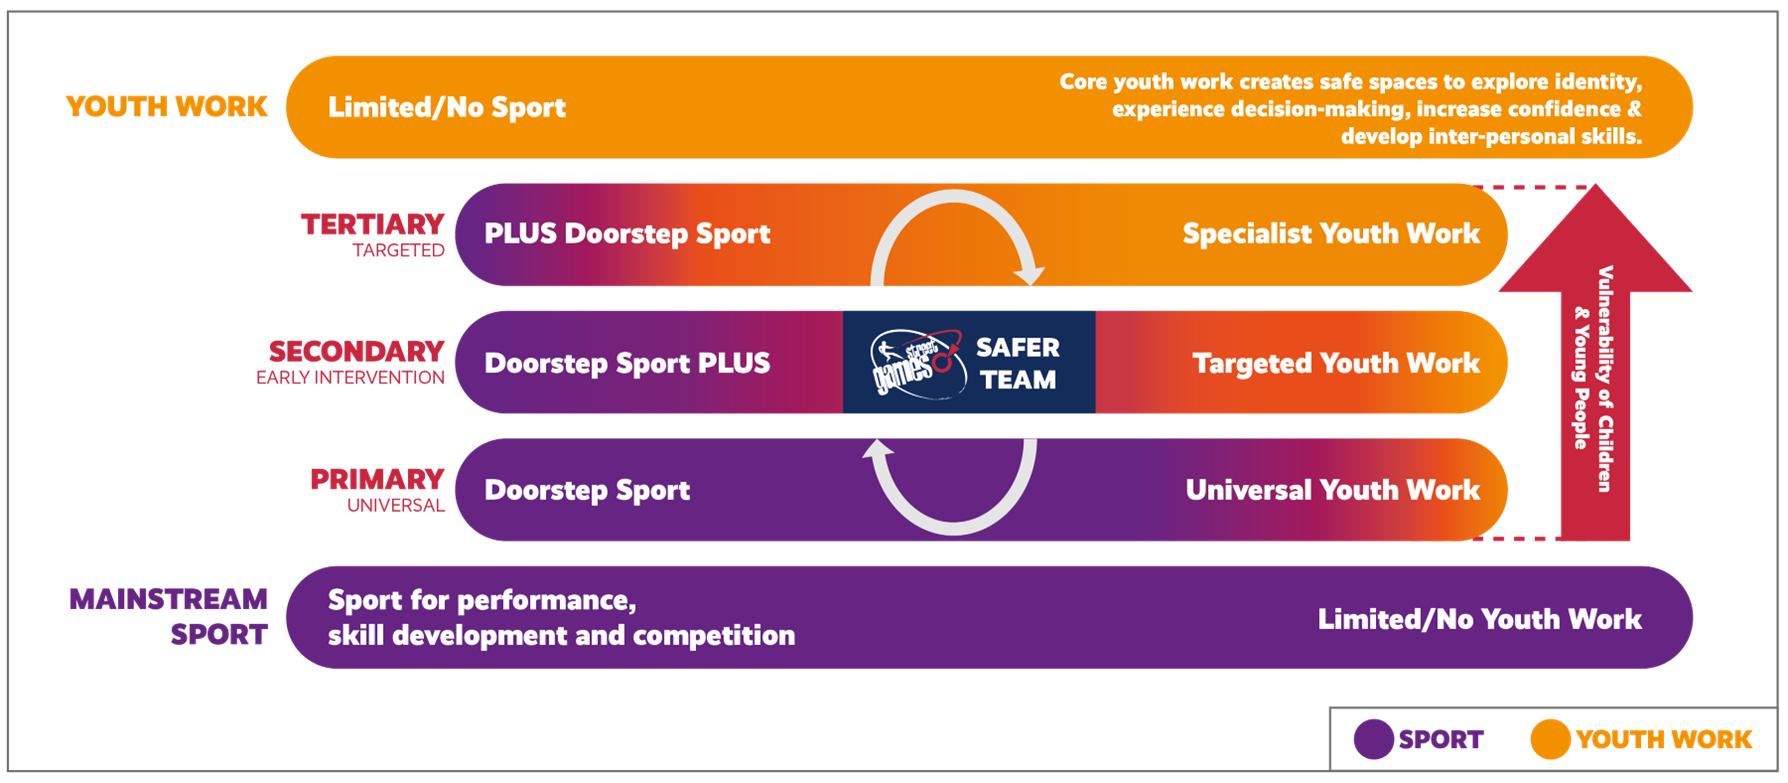 YOUTH WORK
Limited/No Sport
Core youth work creates safe spaces to explore identity,
experience decision-making, increase confidence &
develop inter-personal skills.
TERTIARY
TARGETED
PLUS Doorstep Sport
Specialist Youth Work
SECONDARY
EARLY INTERVENTION
Doorstep Sport PLUS
street
games
SAFER
TEAM
Targeted Youth Work
PRIMARY
UNIVERSAL
Doorstep Sport
Universal Youth Work
Vulnerability of Children
& Young People
MAINSTREAM
SPORT
Sport for performance,
skill development and competition
Limited/No Youth Work
SPORT
YOUTH WORK